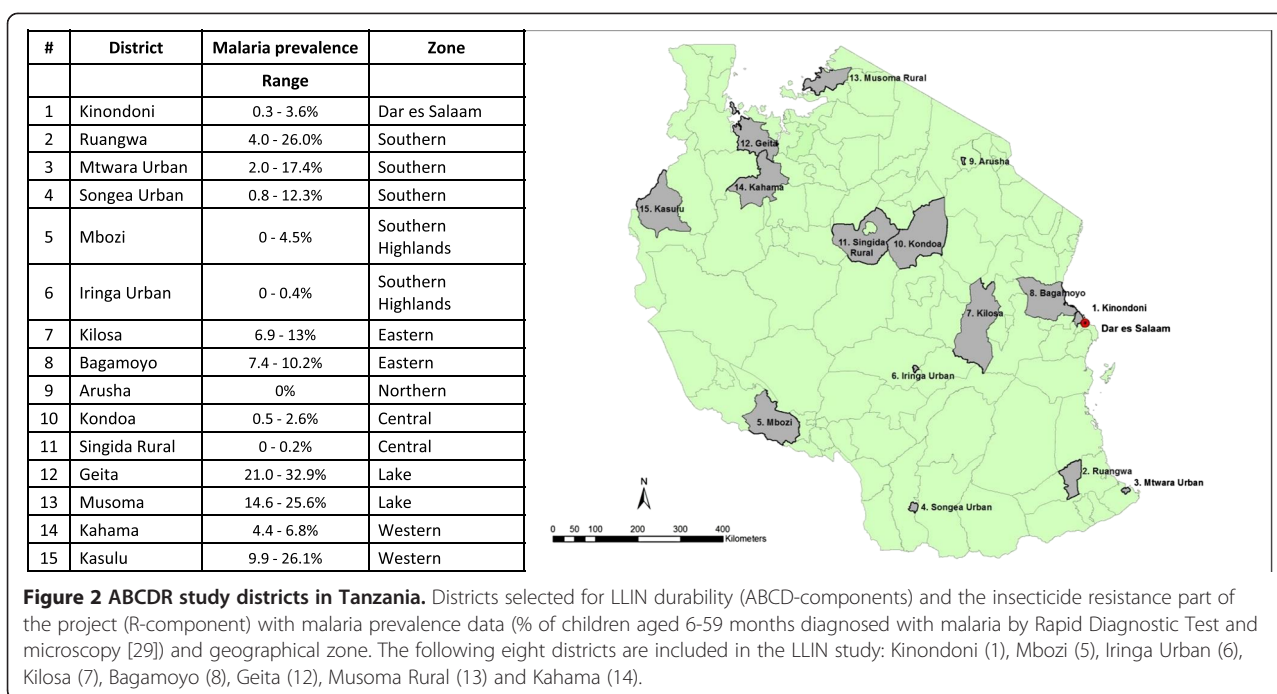 # District Malaria prevalence Zone
Range
1 Kinondoni 0.3 - 3.6% Dar es Salaam
2 Ruangwa 4.0 - 26.0% Southern
3 Mtwara Urban 2.0 - 17.4% Southern
4 Songea Urban 0.8 - 12.3% Southern
5 Mbozi 0 - 4.5% Southern
Highlands
6 Iringa Urban 0 - 0.4% Southern
Highlands
7 Kilosa 6.9 - 13% Eastern
8 Bagamoyo 7.4 - 10.2% Eastern
9 Arusha 0% Northern
10 Kondoa 0.5 - 2.6% Central
11 Singida Rural 0 - 0.2% Central
12 Geita 21.0 - 32.9% Lake
13 Musoma 14.6 - 25.6% Lake
14 Kahama 4.4 - 6.8% Western
15 Kasulu 9.9 - 26.1% Western
13. Musoma Rural
12. Geita
9. Arusha
14. Kahama
15. Kasulu
11. Singida
Rural
10. Kondoa
8. Bagamoyo
1. Kinondoni
7. Kilosa
Dar es Salaam
6. Iringa Urban
5. Mbozi
2. Ruangwa
3. Mtwara Urban
4. Songea Urban
N
0 50 100 200 300 400
Kilometers
Figure 2 ABCDR study districts in Tanzania. Districts selected for LLIN durability (ABCD-components) and the insecticide resistance part of
the project (R-component) with malaria prevalence data (% of children aged 6-59 months diagnosed with malaria by Rapid Diagnostic Test and
microscopy [29]) and geographical zone. The following eight districts are included in the LLIN study: Kinondoni (1), Mbozi (5), Iringa Urban (6),
Kilosa (7), Bagamoyo (8), Geita (12), Musoma Rural (13) and Kahama (14).